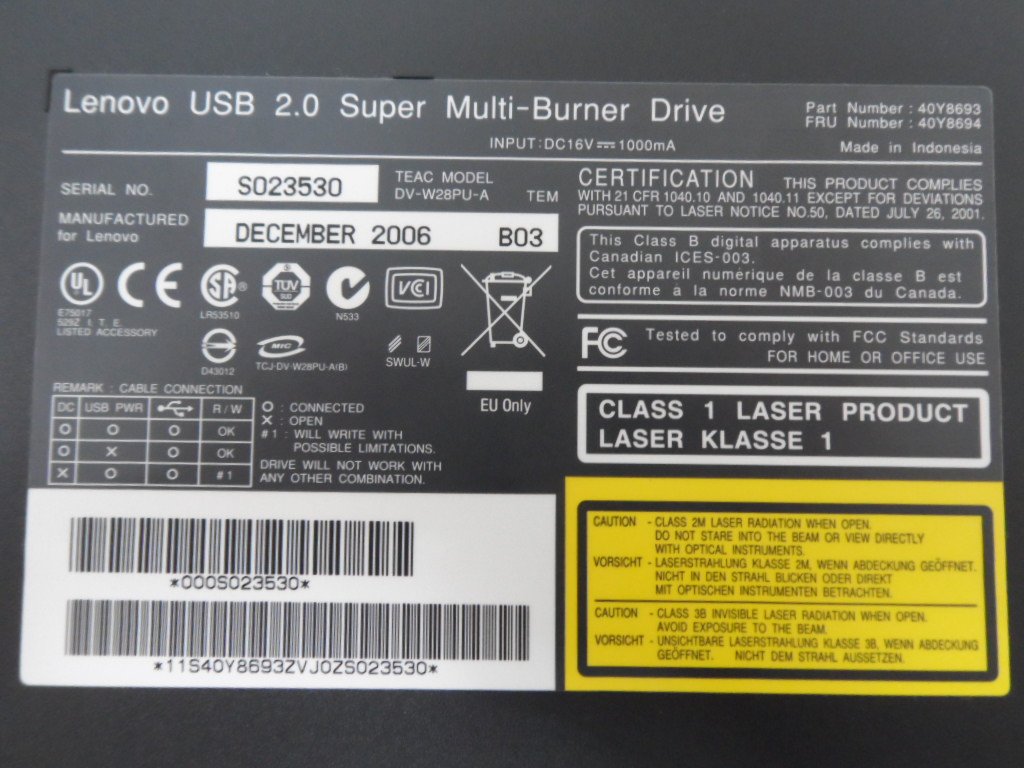 Lenovo USB 2.0 Super Multi-Burner Drive
Part Number : 40Y8693
FRU Number : 40Y8694
INPUT:DC16V⎓1000mA
Made in Indonesia
SERIAL NO.
S023530
TEAC MODEL
DV-W28PU-A
TEM
MANUFACTURED
for Lenovo
DECEMBER 2006 B03
CERTIFICATION THIS PRODUCT COMPLIES
WITH 21 CFR 1040.10 AND 1040.11 EXCEPT FOR DEVIATIONS
PURSUANT TO LASER NOTICE NO.50, DATED JULY 26, 2001.
This Class B digital apparatus complies with
Canadian ICES-003.
Cet appareil numérique de la classe B est
conforme à la norme NMB-003 du Canada.
UL
E75017
529Z I. T. E.
LISTED ACCESSORY
CE
SA ®
LR53510
TÜV
SÜD
N533
VCI
D43012
MIC
TCJ-DV-W28PU-A(B)
SWUL-W
EU Only
FC Tested to comply with FCC Standards
FOR HOME OR OFFICE USE
REMARK : CABLE CONNECTION
DC USB PWR R/W
O O O OK
O X O OK
X O O #1
O : CONNECTED
X : OPEN
#1 : WILL WRITE WITH
POSSIBLE LIMITATIONS.
DRIVE WILL NOT WORK WITH
ANY OTHER COMBINATION.
CLASS 1 LASER PRODUCT
LASER KLASSE 1
*000S023530*
*11S40Y8693ZVJ0ZS023530*
CAUTION - CLASS 2M LASER RADIATION WHEN OPEN.
DO NOT STARE INTO THE BEAM OR VIEW DIRECTLY
WITH OPTICAL INSTRUMENTS.
VORSICHT - LASERSTRAHLUNG KLASSE 2M, WENN ABDECKUNG GEÖFFNET.
NICHT IN DEN STRAHL BLICKEN ODER DIREKT
MIT OPTISCHEN INSTRUMENTEN BETRACHTEN.
CAUTION - CLASS 3B INVISIBLE LASER RADIATION WHEN OPEN.
AVOID EXPOSURE TO THE BEAM.
VORSICHT - UNSICHTBARE LASERSTRAHLUNG KLASSE 3B, WENN ABDECKUNG
GEÖFFNET. NICHT DEM STRAHL AUSSETZEN.